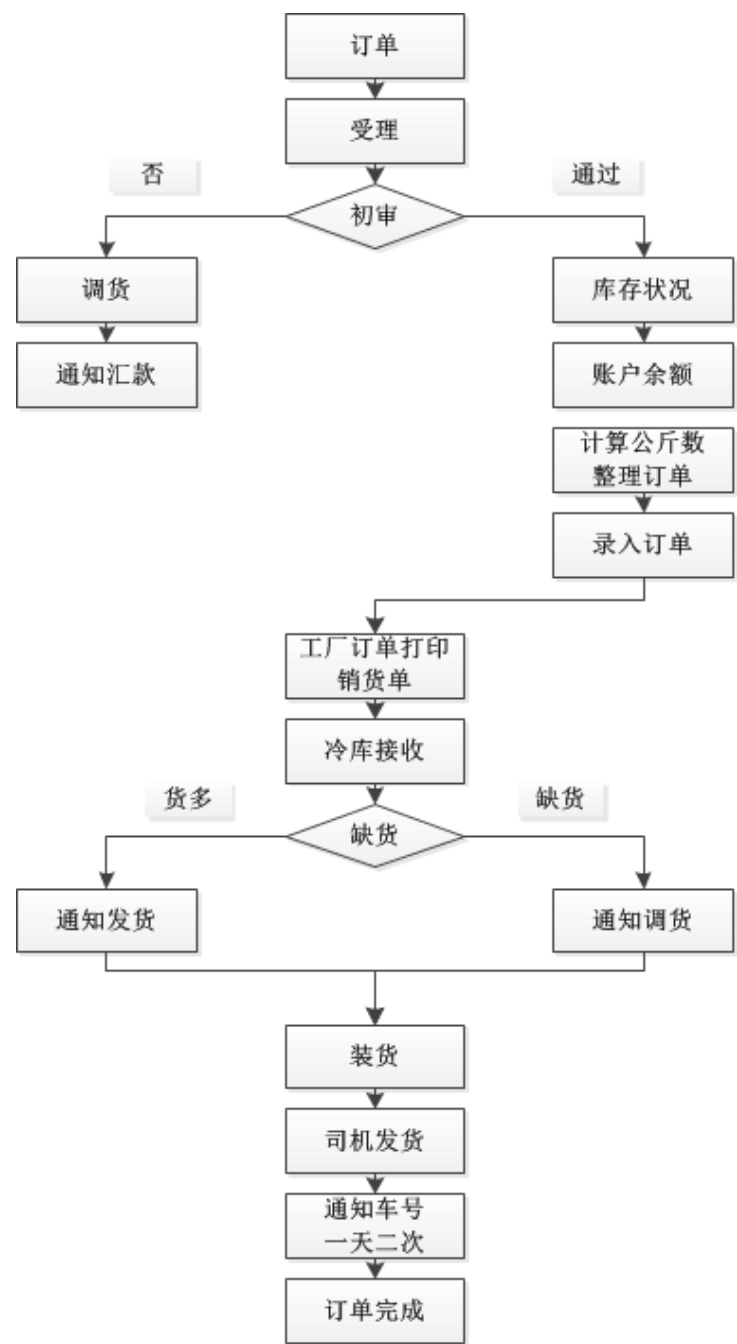 订单
受理
否
通过
初审
调货
库存状况
通知汇款
账户余额
计算公斤数
整理订单
录入订单
工厂订单打印
销货单
冷库接收
货多
缺货
缺货
通知发货
通知调货
装货
司机发货
通知车号
一天二次
订单完成